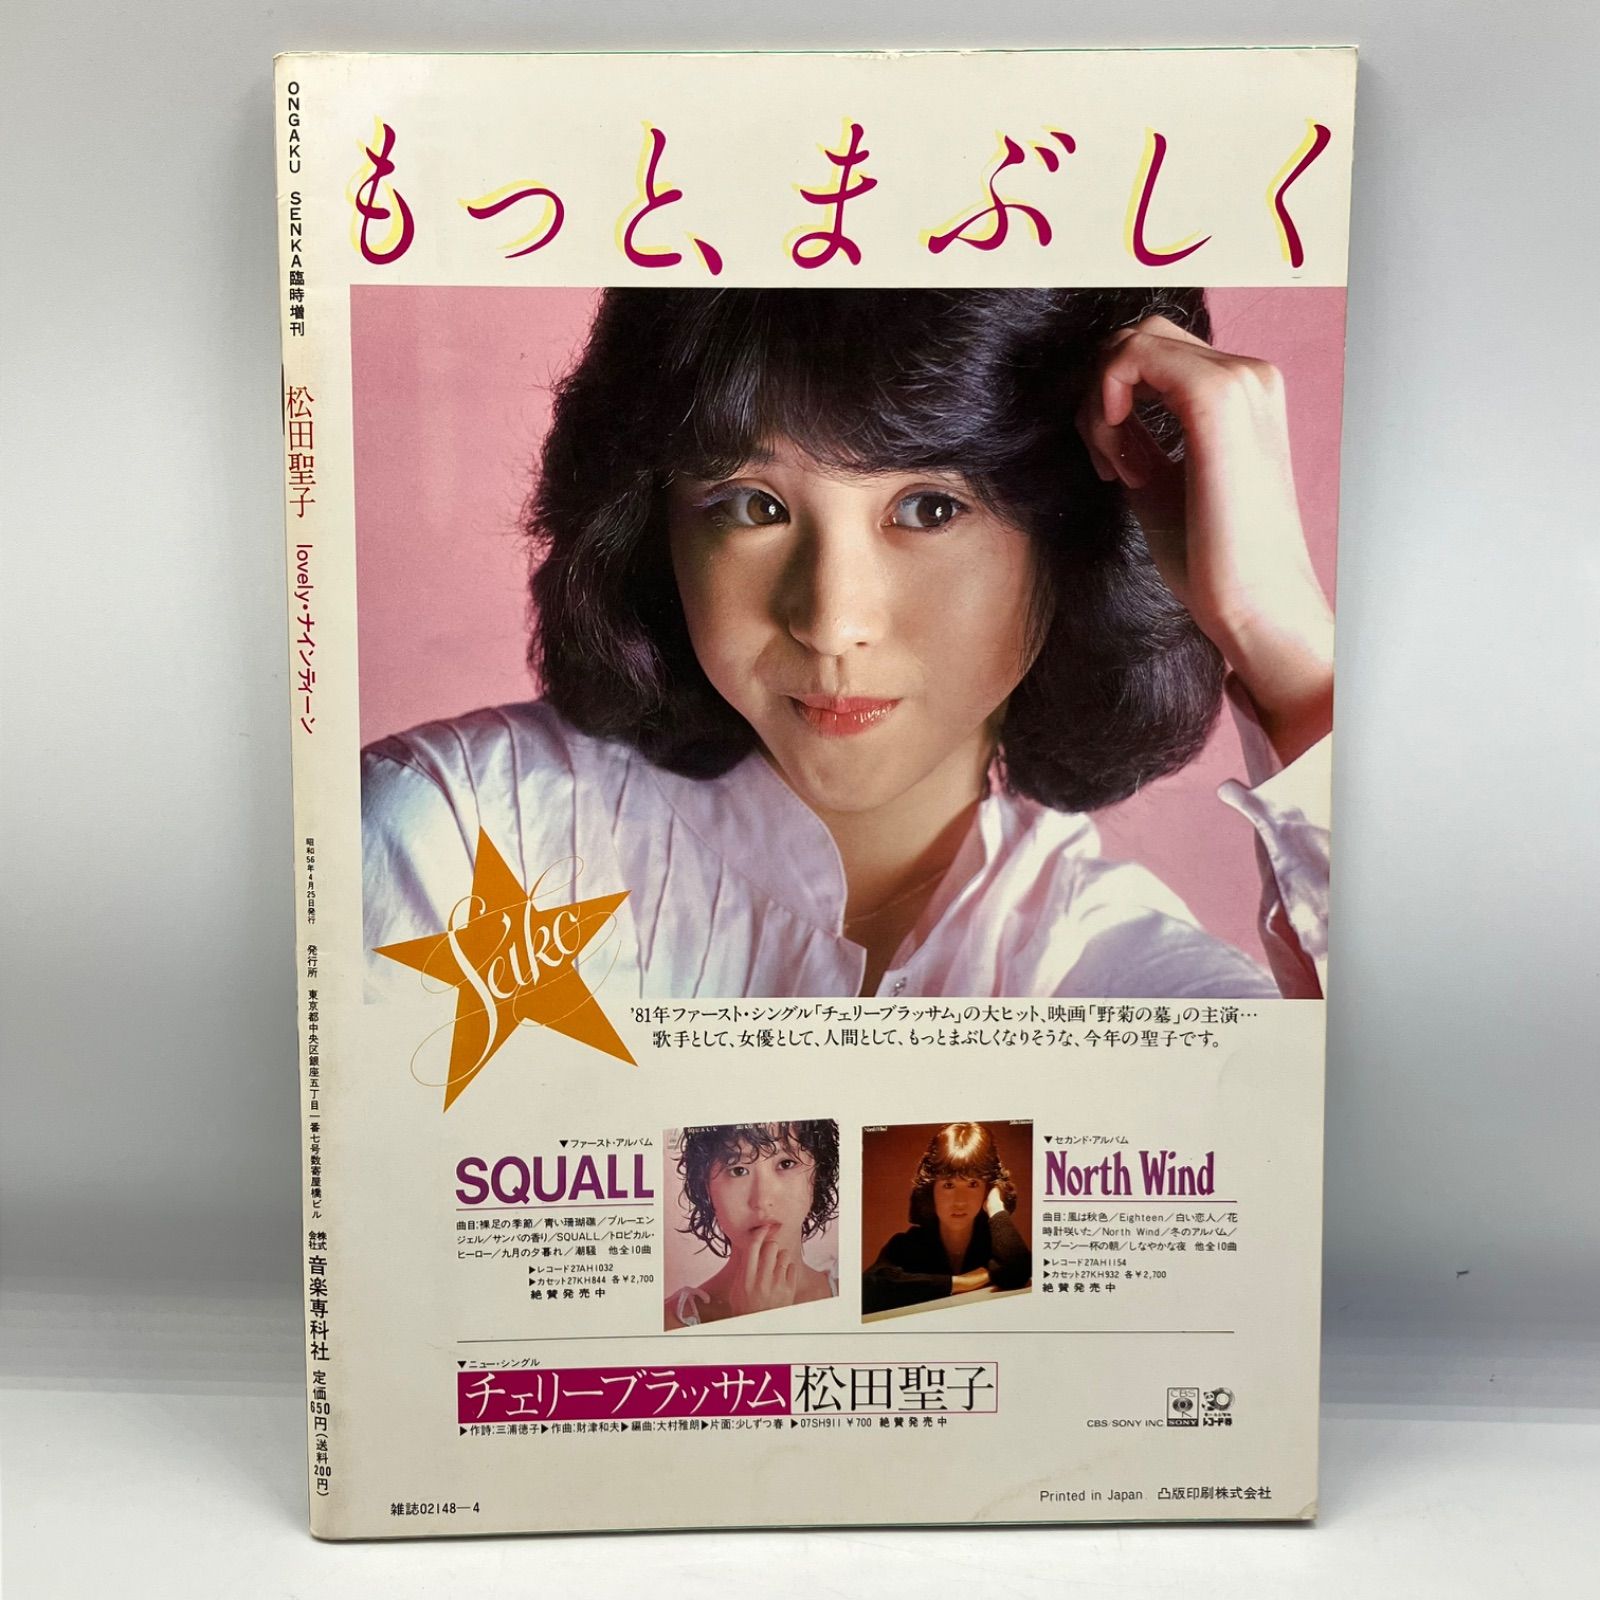 ONGAKU SENKA臨時増刊 松田聖子 lovely・ナインティーン 昭和56年4月25日発行 発行所 東京都中央区銀座五丁目一番七号数寄屋橋ビル 株式会社 音楽専科社 定価650円(送料200円)
もっと、まぶしく
Seiko
'81年ファースト・シングル「チェリーブラッサム」の大ヒット、映画「野菊の墓」の主演…
歌手として、女優として、人間として、もっとまぶしくなりそうな、今年の聖子です。
▼ファースト・アルバム
SQUALL
曲目:裸足の季節/青い珊瑚礁/ブルーエン
ジェル/サンバの香り/SQUALL/トロピカル・
ヒーロー/九月の夕暮れ/潮騒 他全10曲
▶レコード27AH1032
▶カセット27KH844 各¥2,700
絶賛発売中
SQUALL
North Wind
▼セカンド・アルバム
North Wind
曲目:風は秋色/Eighteen/白い恋人/花
時計咲いた/North Wind/冬のアルバム/
スプーン一杯の朝/しなやかな夜 他全10曲
▶レコード27AH1154
▶カセット27KH932 各¥2,700
絶賛発売中
▼ニュー・シングル
チェリーブラッサム 松田聖子
▶作詩:三浦徳子▶作曲:財津和夫▶編曲:大村雅朗▶片面:少しずつ春 ▶07SH911 ¥700 絶賛発売中
CBS/SONY INC
CBS
SONY
レコード券
雑誌02148—4
Printed in Japan. 凸版印刷株式会社